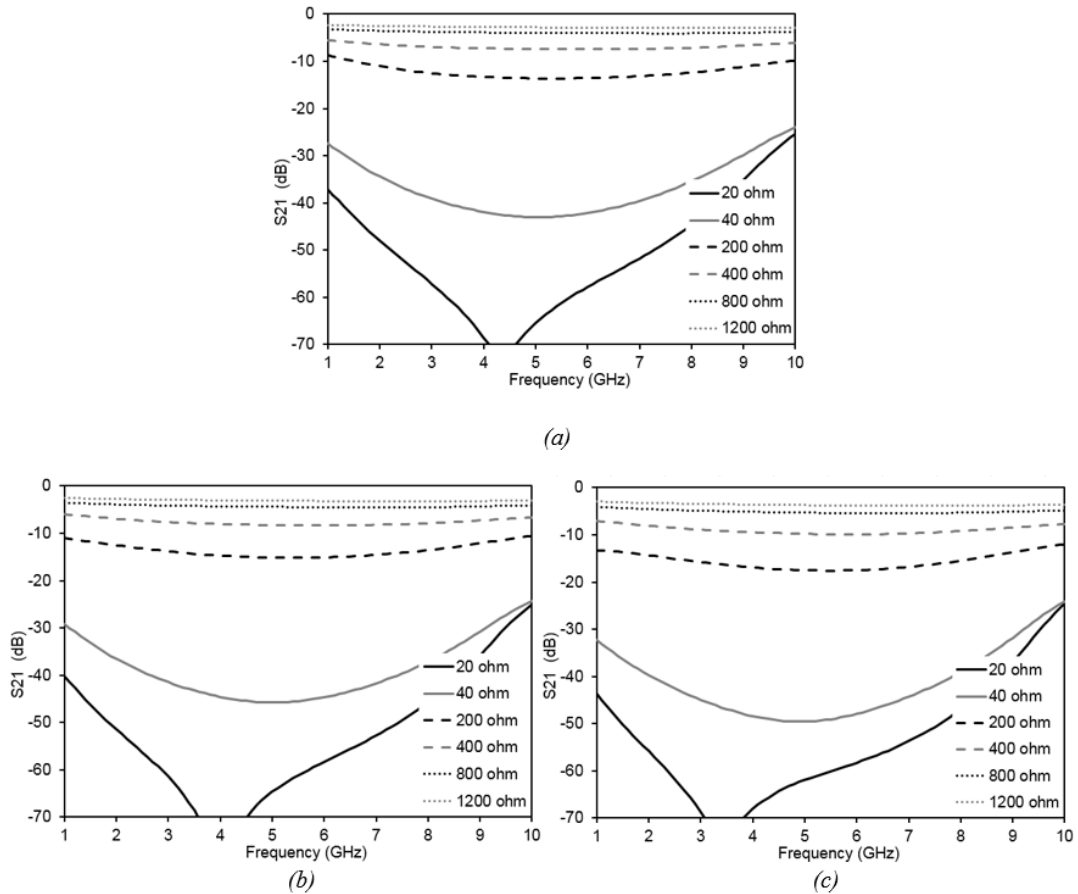 0
-10
-20
-30
-40
-50
-60
-70
S21 (dB)
20 ohm
40 ohm
200 ohm
400 ohm
800 ohm
1200 ohm
1 2 3 4 5 6 7 8 9 10
Frequency (GHz)
(a)
0
-10
-20
-30
-40
-50
-60
-70
S21 (dB)
20 ohm
40 ohm
200 ohm
400 ohm
800 ohm
1200 ohm
1 2 3 4 5 6 7 8 9 10
Frequency (GHz)
(b)
0
-10
-20
-30
-40
-50
-60
-70
S21 (dB)
20 ohm
40 ohm
200 ohm
400 ohm
800 ohm
1200 ohm
1 2 3 4 5 6 7 8 9 10
Frequency (GHz)
(c)